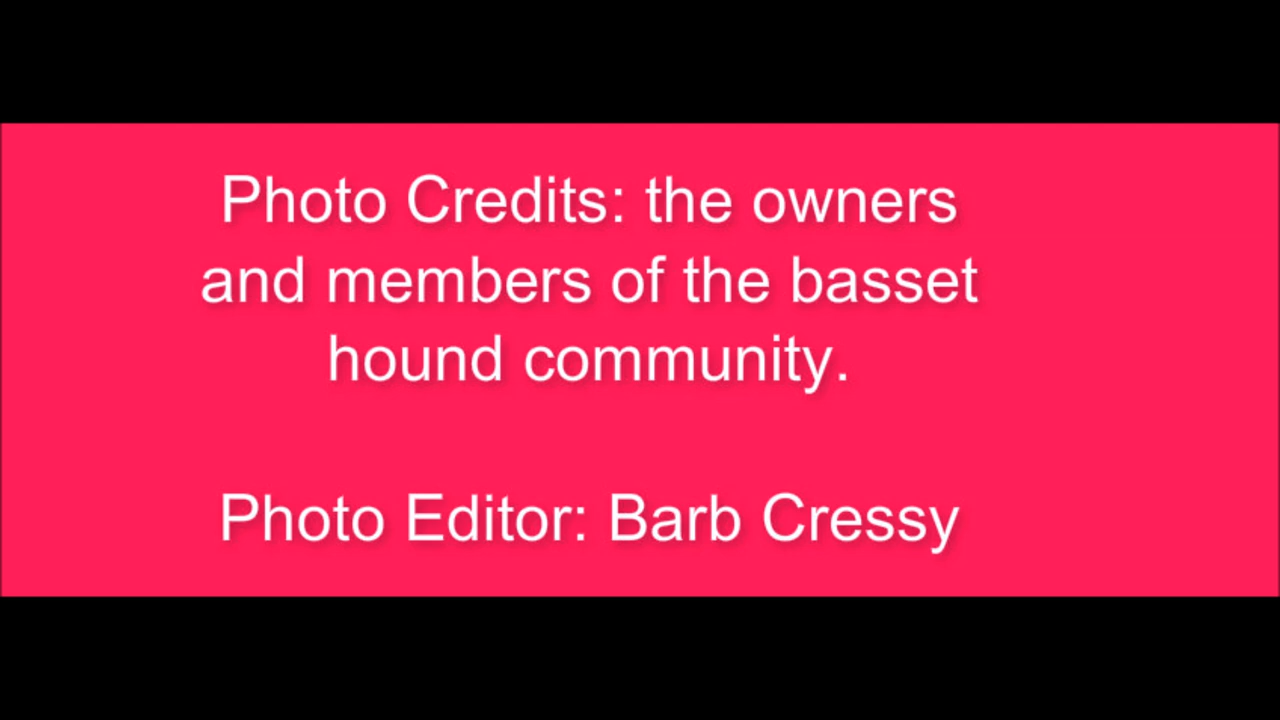 Photo Credits: the owners
and members of the basset
hound community.
Photo Editor: Barb Cressy